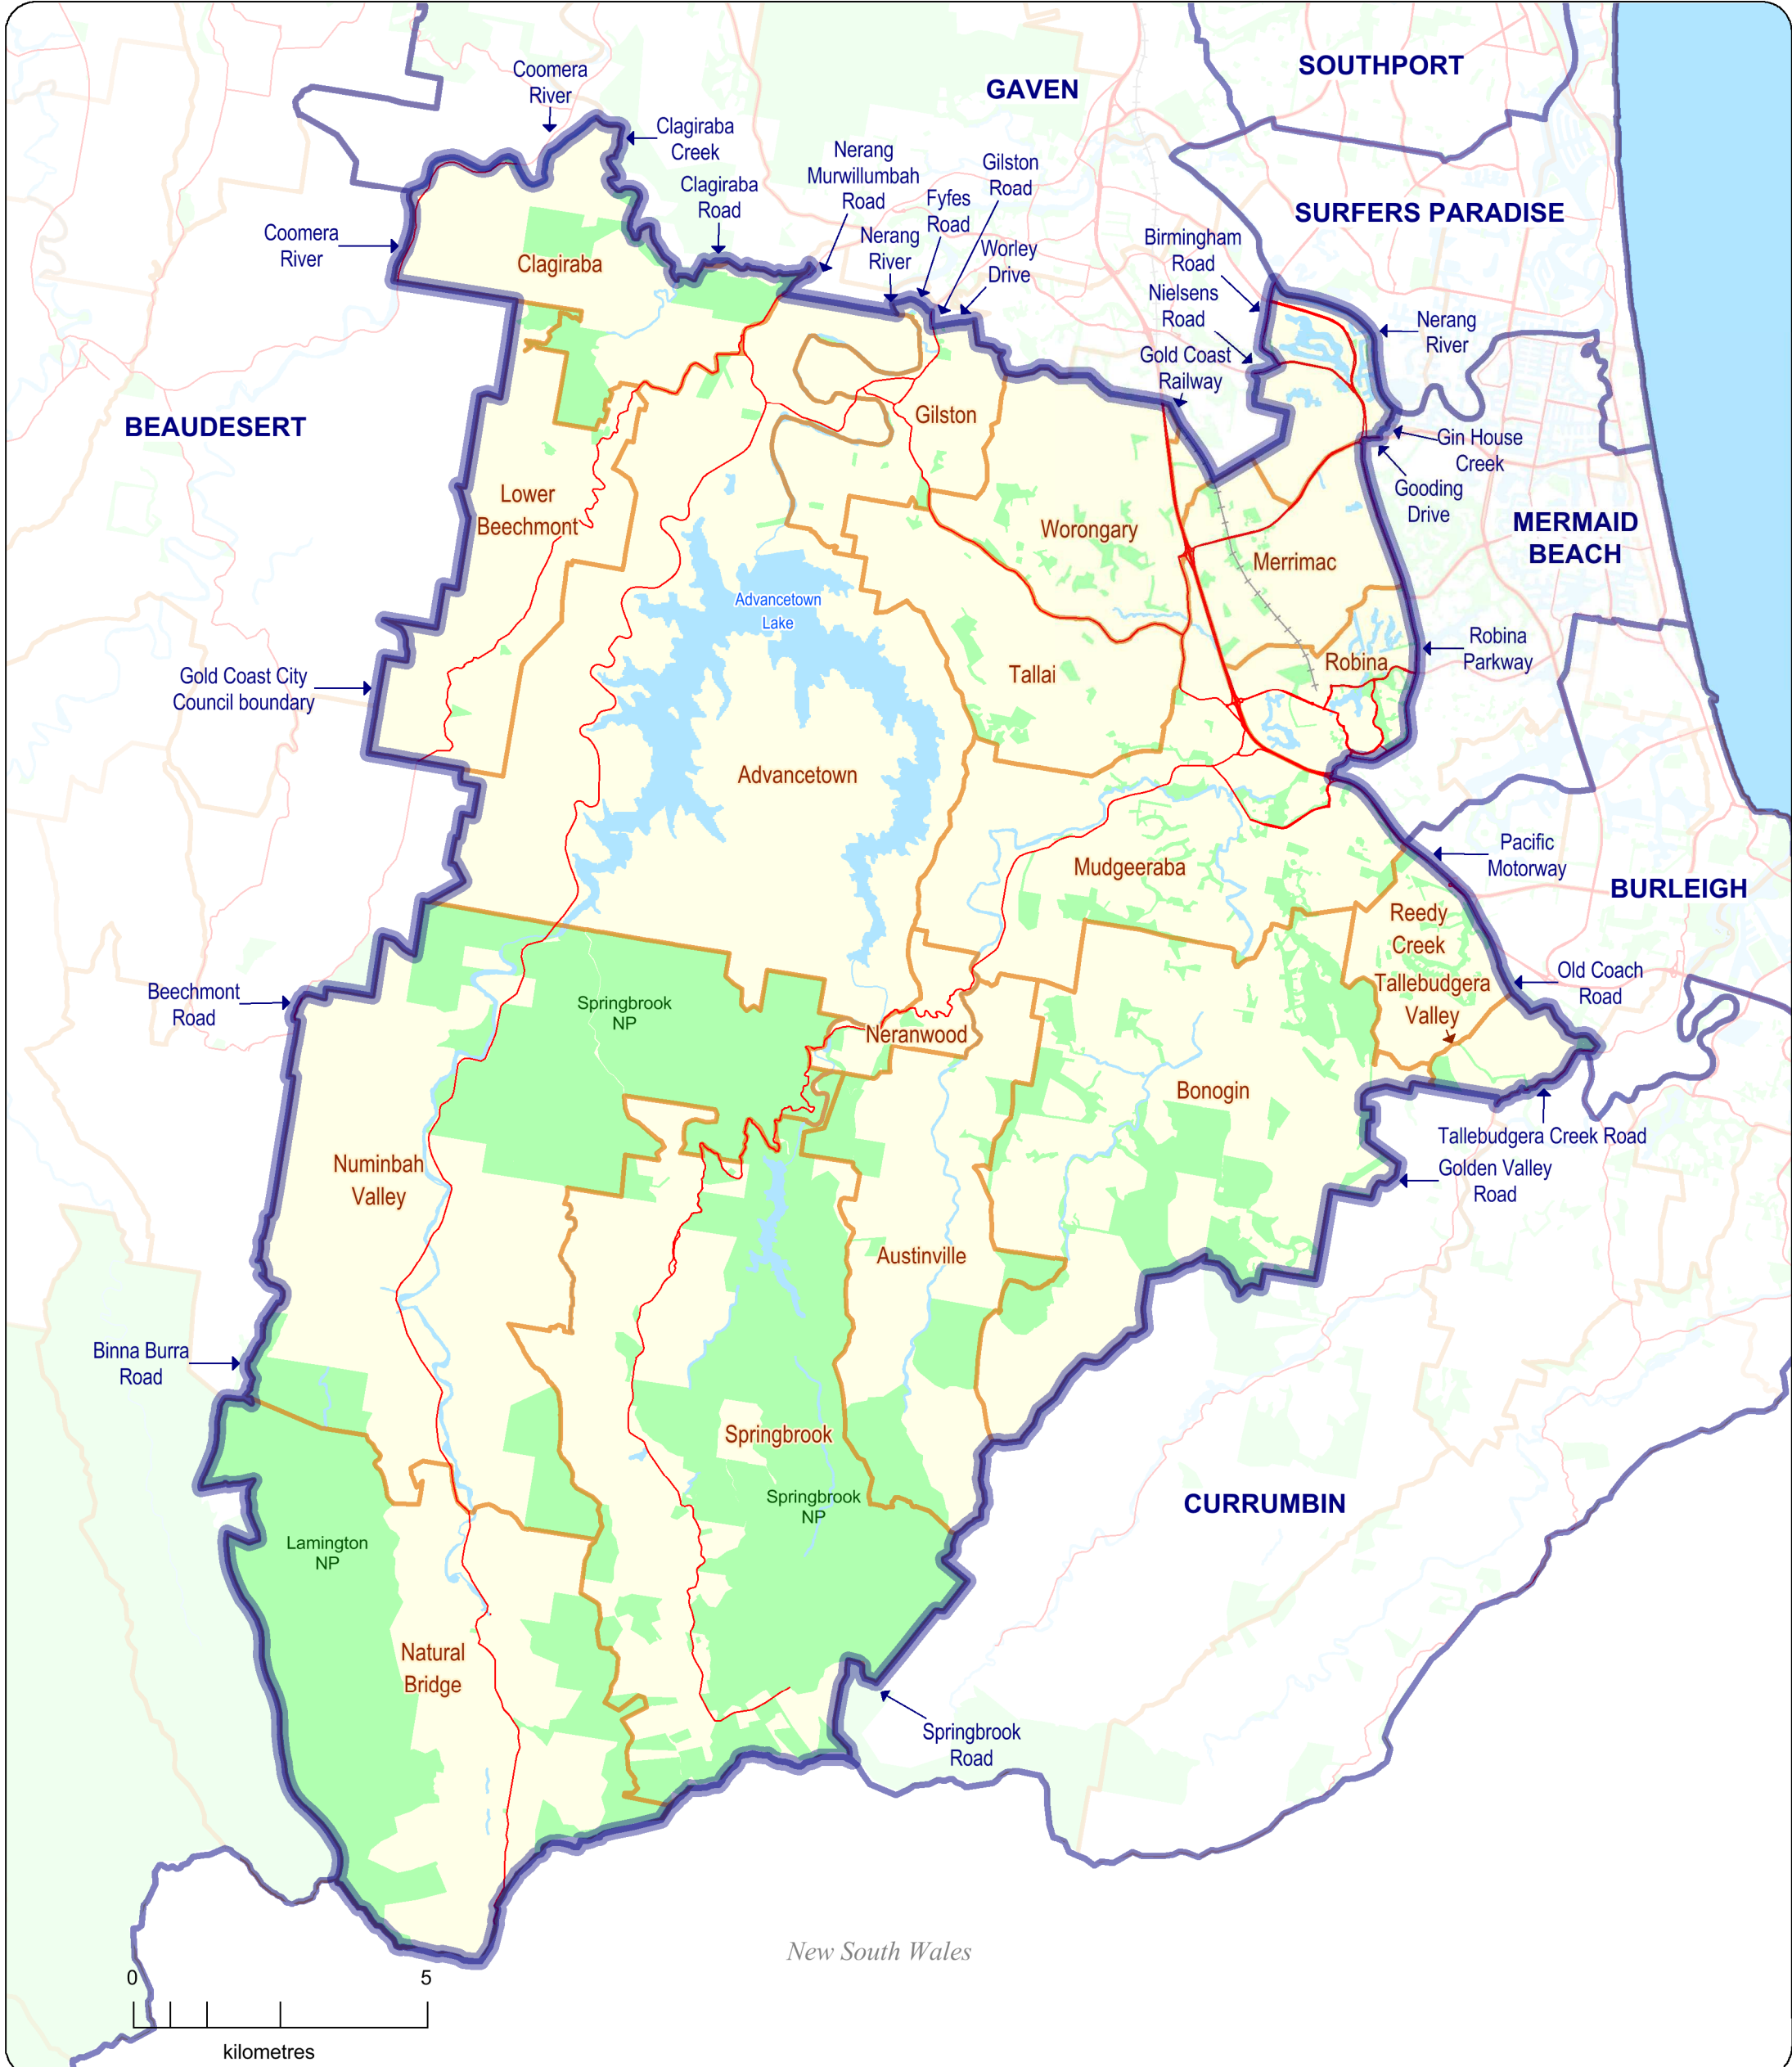 SOUTHPORT
GAVEN
Coomera
River
Clagiraba
Creek
Nerang
Murwillumbah
Road
Gilston
Road
Clagiraba
Road
Fyfes
Road
SURFERS PARADISE
Coomera
River
Nerang
River
Worley
Drive
Birmingham
Road
Clagiraba
Nielsens
Road
Nerang
River
Gold Coast
Railway
BEAUDESERT
Gilston
Gin House
Creek
Lower
Beechmont
Gooding
Drive
Worongary
MERMAID
BEACH
Merrimac
Advancetown
Lake
Robina
Parkway
Robina
Tallai
Gold Coast City
Council boundary
Advancetown
Pacific
Motorway
Mudgeeraba
BURLEIGH
Reedy
Creek
Old Coach
Road
Tallebudgera
Valley
Beechmont
Road
Springbrook
NP
Neranwood
Bonogin
Tallebudgera Creek Road
Numinbah
Valley
Golden Valley
Road
Austinville
Binna Burra
Road
Springbrook
Springbrook
NP
CURRUMBIN
Lamington
NP
Natural
Bridge
Springbrook
Road
New South Wales
0 5
kilometres